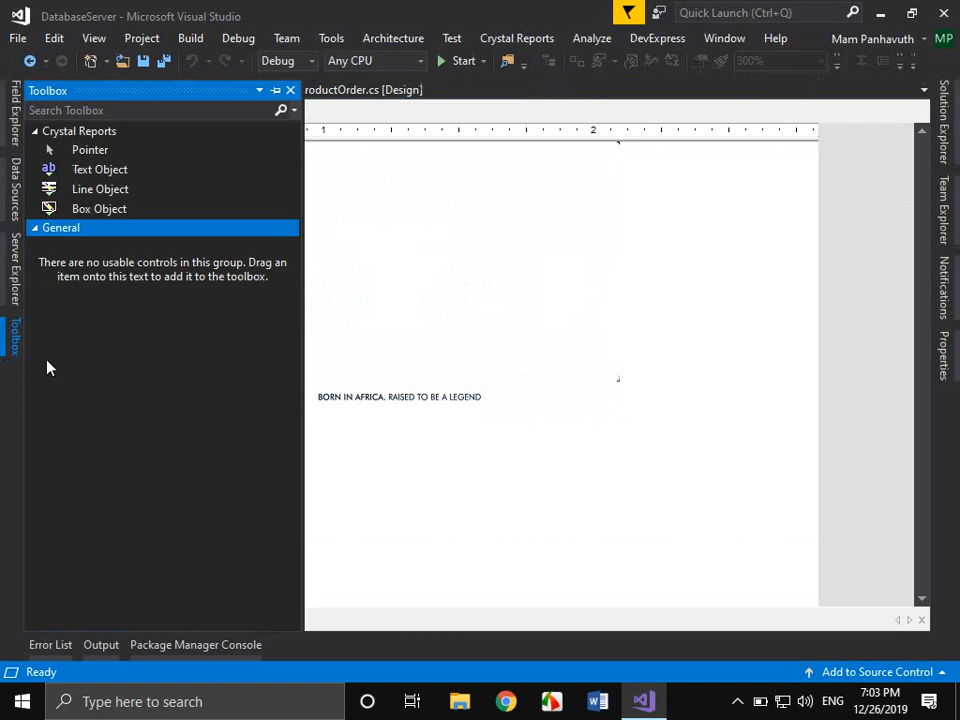 DatabaseServer - Microsoft Visual Studio
Quick Launch (Ctrl+Q)
File Edit View Project Build Debug Team Tools Architecture Test Crystal Reports Analyze DevExpress Window Help Mam Panhavuth MP
Debug Any CPU Start 300%
Toolbox
roductOrder.cs [Design]
Search Toolbox
Crystal Reports
Pointer
Text Object
Line Object
Box Object
General
There are no usable controls in this group. Drag an
item onto this text to add it to the toolbox.
Field Explorer
Data Sources
Server Explorer
Toolbox
1 2
BORN IN AFRICA. RAISED TO BE A LEGEND
Solution Explorer
Team Explorer
Notifications
Properties
Error List Output Package Manager Console
Ready Add to Source Control
Type here to search
ENG
7:03 PM
12/26/2019